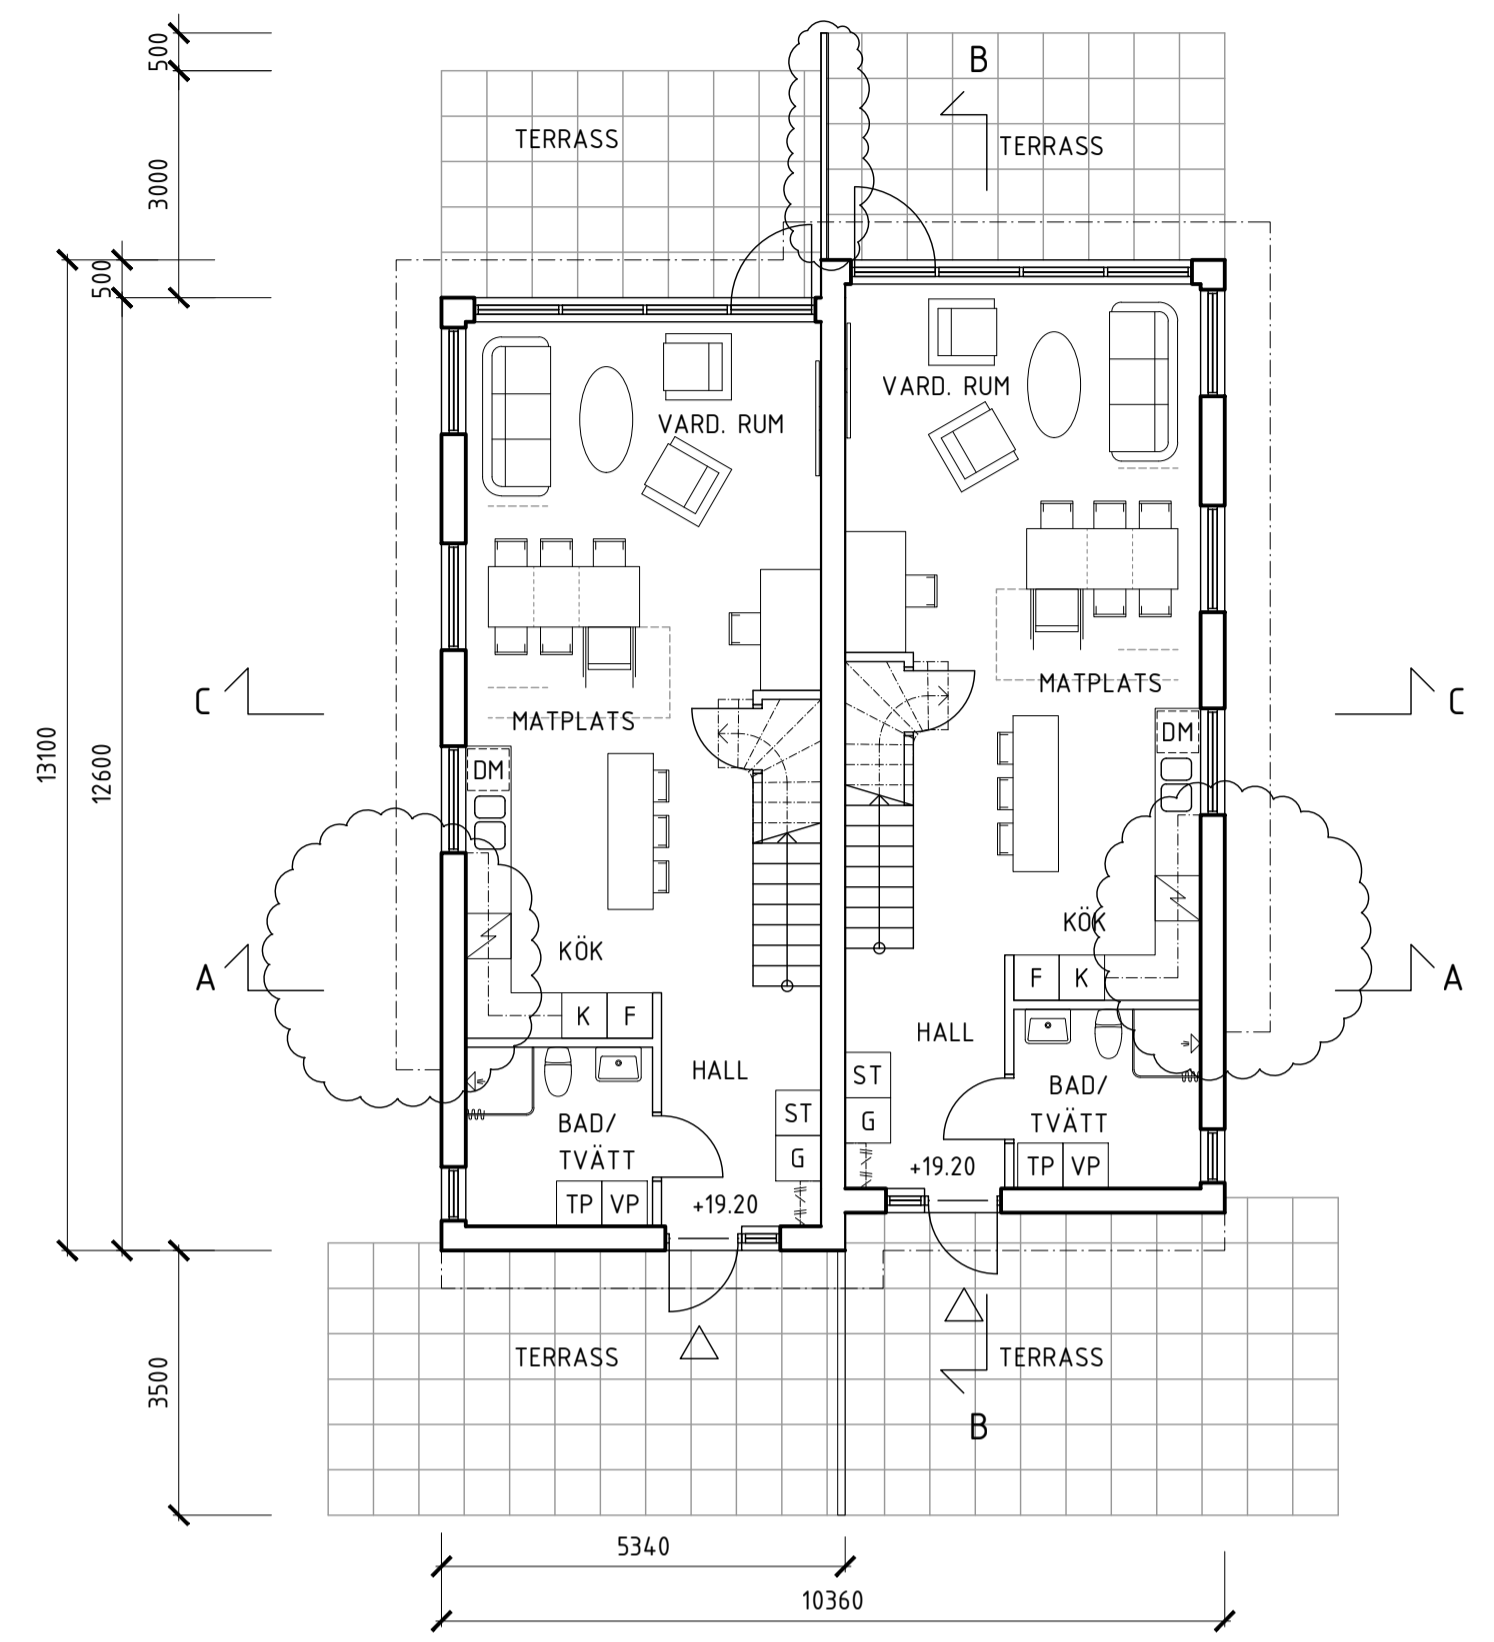 500
B
TERRASS
TERRASS
3000
500
VARD. RUM
VARD. RUM
MATPLATS
C
C
MATPLATS
DM
13100
12600
DM
KÖK
KÖK
A
F
K
A
K
F
HALL
HALL
ST
BAD/
TVÄTT
G
ST
BAD/
TVÄTT
G
+19.20
TP
VP
TP
VP
+19.20
TERRASS
TERRASS
3500
B
5340
10360